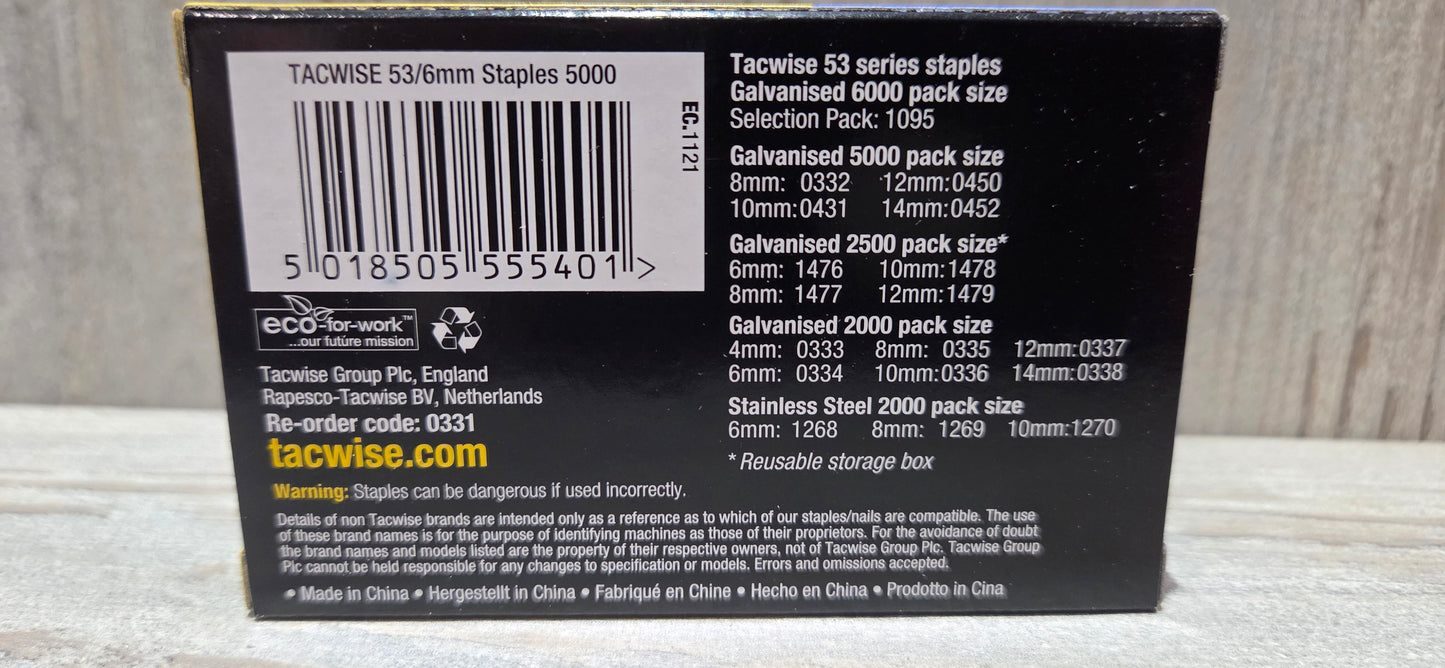 TACWISE 53/6mm Staples 5000
EC.1121
5 018505 555401 >
eco-for-work™
...our future mission
Tacwise Group Plc, England
Rapesco-Tacwise BV, Netherlands
Re-order code: 0331
tacwise.com
Tacwise 53 series staples
Galvanised 6000 pack size
Selection Pack: 1095
Galvanised 5000 pack size
8mm: 0332 12mm:0450
10mm:0431 14mm:0452
Galvanised 2500 pack size*
6mm: 1476 10mm:1478
8mm: 1477 12mm:1479
Galvanised 2000 pack size
4mm: 0333 8mm: 0335 12mm:0337
6mm: 0334 10mm:0336 14mm:0338
Stainless Steel 2000 pack size
6mm: 1268 8mm: 1269 10mm:1270
* Reusable storage box
Warning: Staples can be dangerous if used incorrectly.
Details of non Tacwise brands are intended only as a reference as to which of our staples/nails are compatible. The use
of these brand names is for the purpose of identifying machines as those of their proprietors. For the avoidance of doubt
the brand names and models listed are the property of their respective owners, not of Tacwise Group Plc. Tacwise Group
Plc cannot be held responsible for any changes to specification or models. Errors and omissions accepted.
• Made in China • Hergestellt in China • Fabriqué en Chine • Hecho en China • Prodotto in Cina